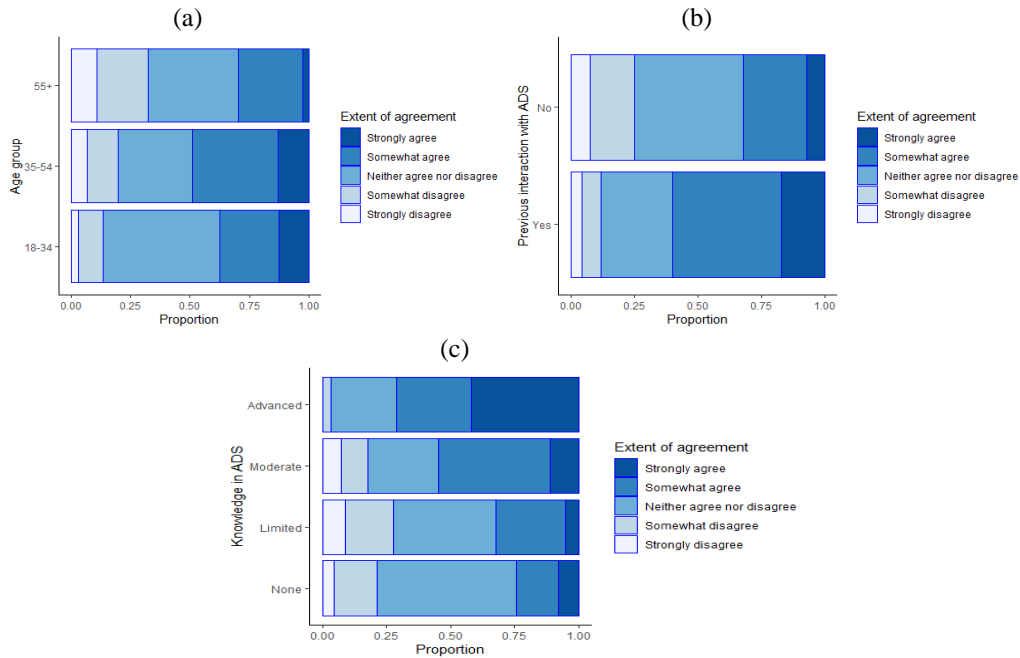 (a)
55+
35-54
18-34
Age group
0.00 0.25 0.50 0.75 1.00
Proportion
Extent of agreement
Strongly agree
Somewhat agree
Neither agree nor disagree
Somewhat disagree
Strongly disagree
(b)
No
Yes
Previous interaction with ADS
0.00 0.25 0.50 0.75 1.00
Proportion
Extent of agreement
Strongly agree
Somewhat agree
Neither agree nor disagree
Somewhat disagree
Strongly disagree
(c)
Advanced
Moderate
Limited
None
Knowledge in ADS
0.00 0.25 0.50 0.75 1.00
Proportion
Extent of agreement
Strongly agree
Somewhat agree
Neither agree nor disagree
Somewhat disagree
Strongly disagree